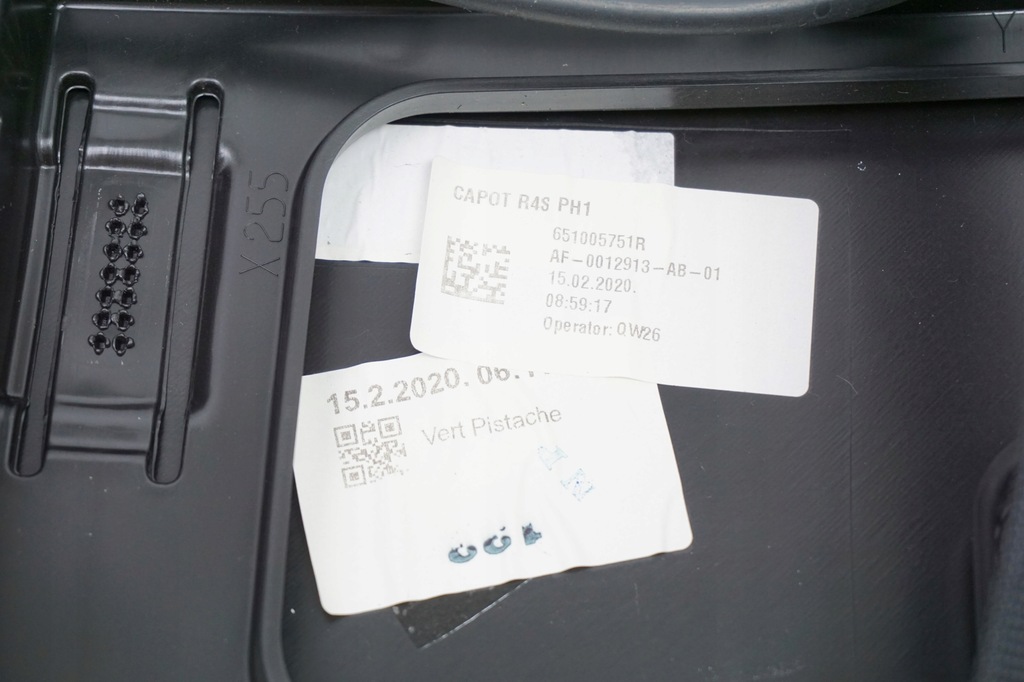 Y
X 255
CAPOT R4S PH1
651005751R
AF-0012913-AB-01
15.02.2020.
08:59:17
Operator: QW26
15.2.2020. 06.
Vert Pistache